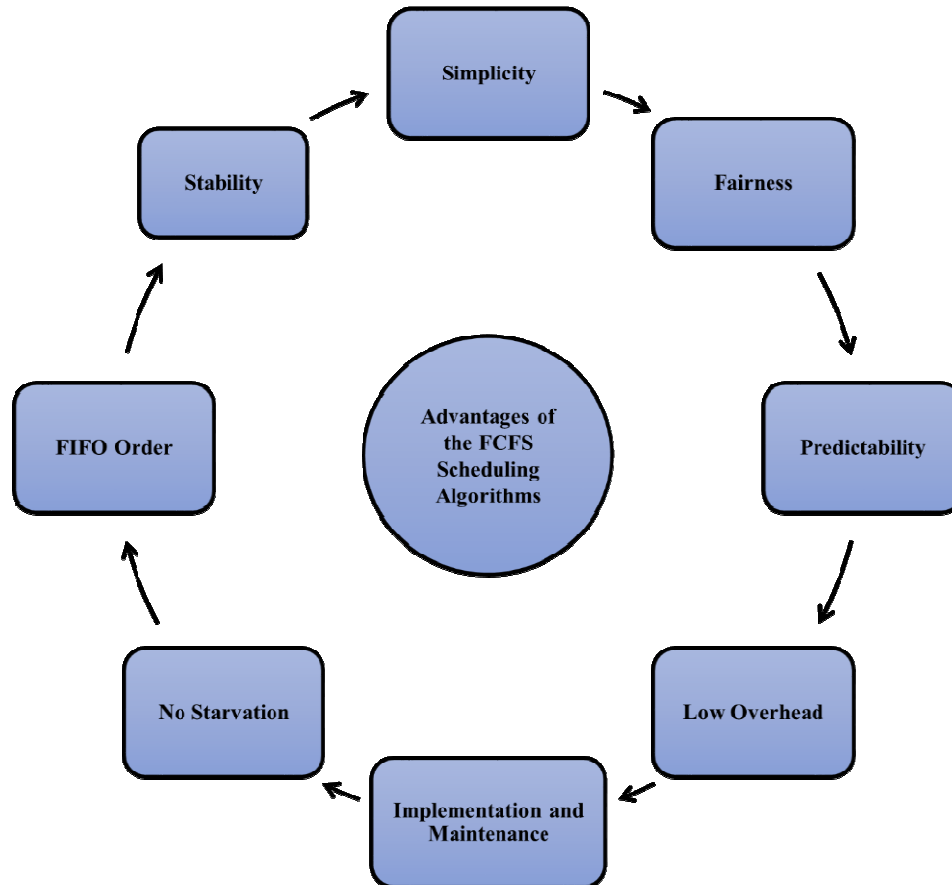 Simplicity
Fairness
Predictability
Low Overhead
Implementation and
Maintenance
No Starvation
FIFO Order
Stability
Advantages of
the FCFS
Scheduling
Algorithms